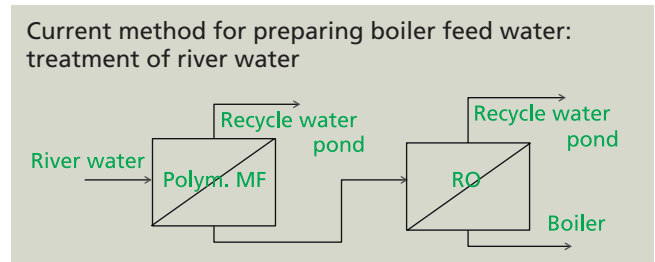 Current method for preparing boiler feed water:
treatment of river water
Recycle water
pond
River water
Polym. MF
Recycle water
pond
RO
Boiler